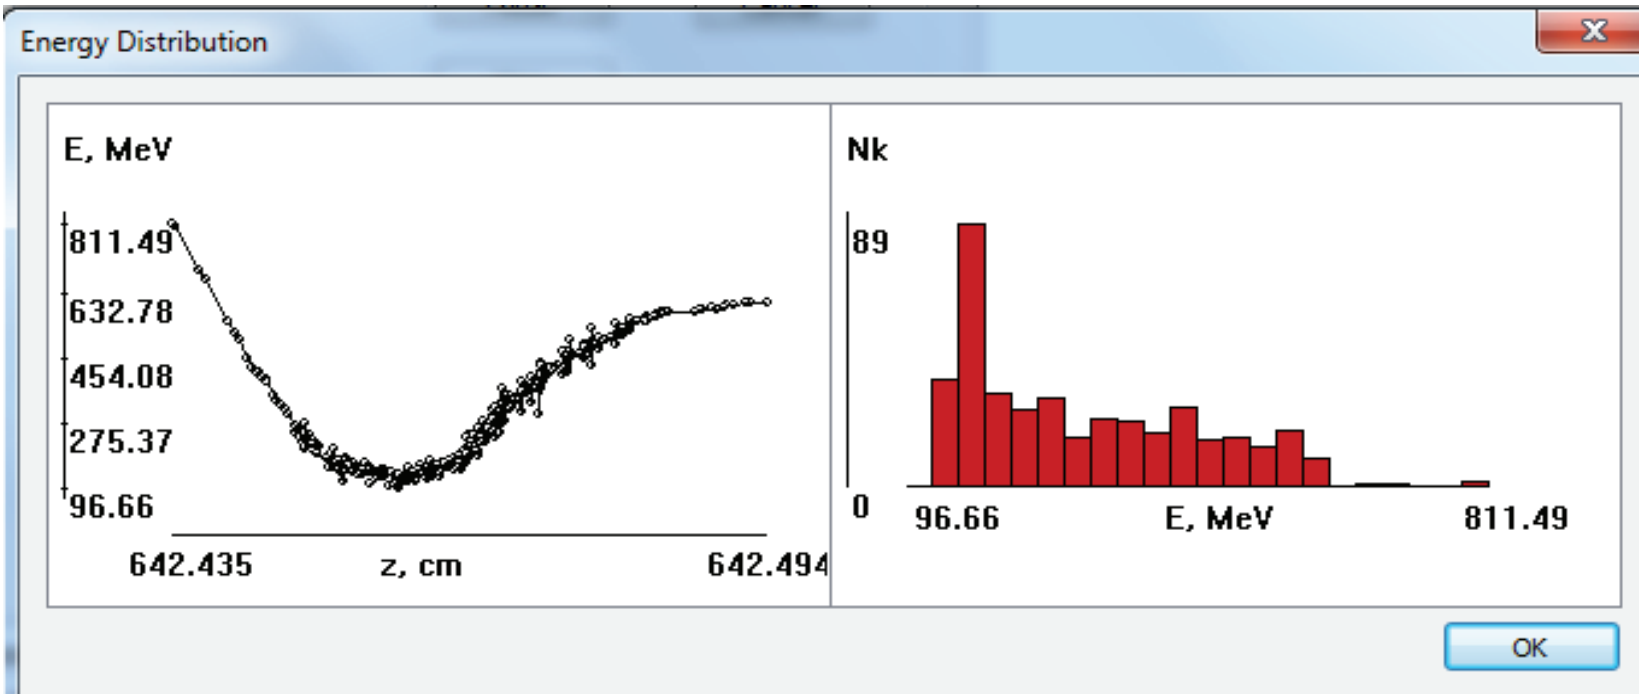 Energy Distribution
X
E, MeV
811.49
632.78
454.08
275.37
96.66
642.435 z, cm 642.494
Nk
89
0
96.66 E, MeV 811.49
OK